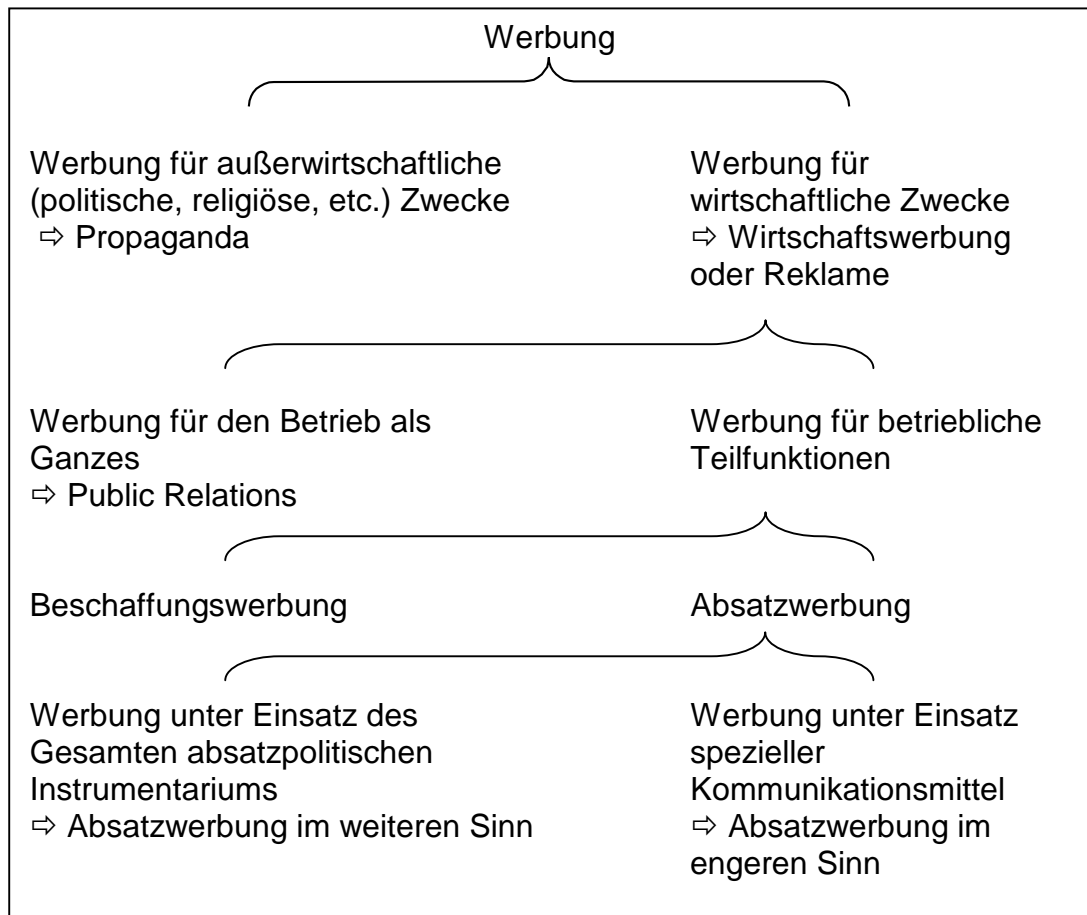 Werbung
Werbung für außerwirtschaftliche
(politische, religiöse, etc.) Zwecke
⇨ Propaganda
Werbung für
wirtschaftliche Zwecke
⇨ Wirtschaftswerbung
oder Reklame
Werbung für den Betrieb als
Ganzes
⇨ Public Relations
Werbung für betriebliche
Teilfunktionen
Beschaffungswerbung
Absatzwerbung
Werbung unter Einsatz des
Gesamten absatzpolitischen
Instrumentariums
⇨ Absatzwerbung im weiteren Sinn
Werbung unter Einsatz
spezieller
Kommunikationsmittel
⇨ Absatzwerbung im
engeren Sinn